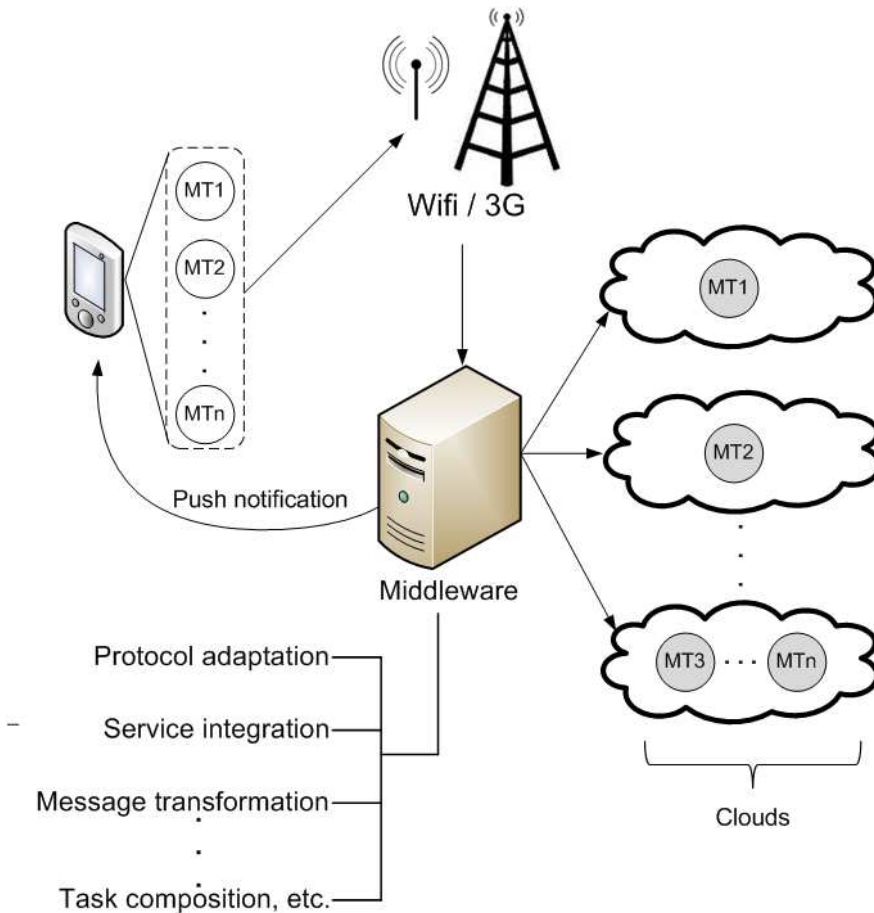 Wifi / 3G
MT1
MT2
MTn
MT1
MT2
MT3
MTn
Push notification
Middleware
Protocol adaptation
Service integration
Message transformation
Task composition, etc.
Clouds